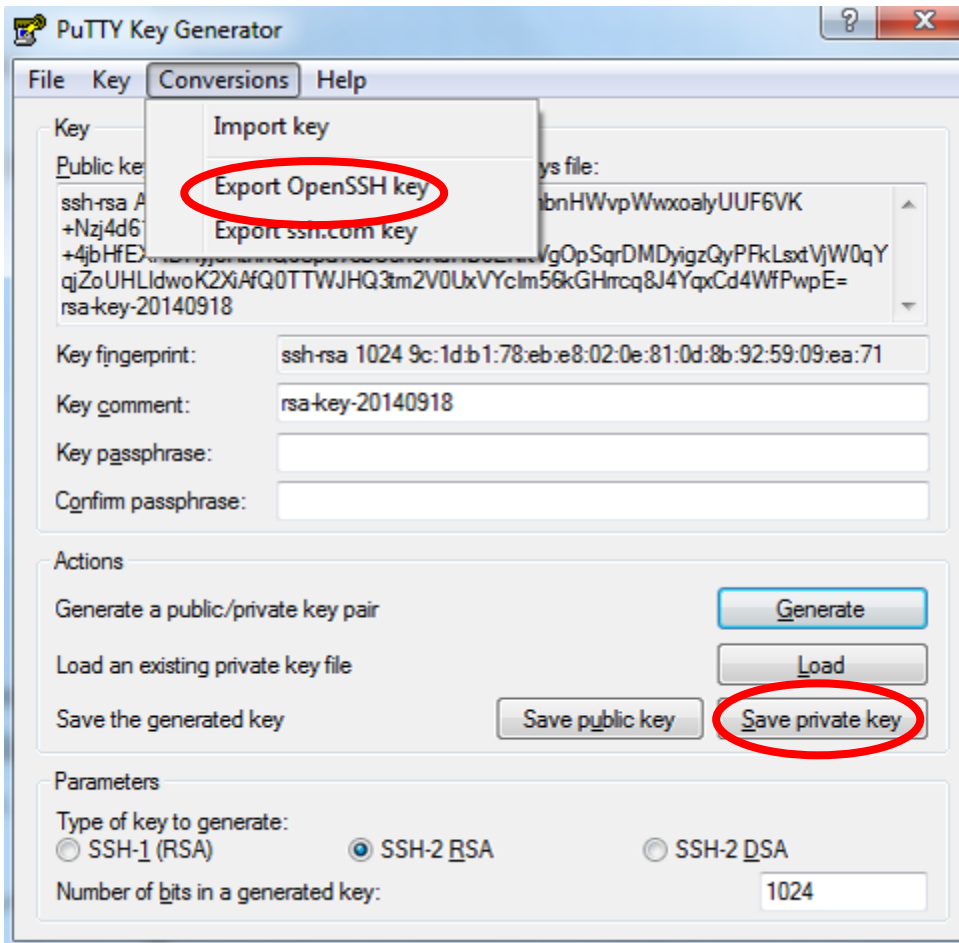 PuTTY Key Generator
File Key Conversions Help
Import key
Export OpenSSH key
Export ssh.com key
Key
Public key ys file:
ssh-rsa
+Nzj4d6
qjZoUHLIdwoK2XiAfQ0TTWJHQ3tm2V0UxVYclm56kGHrrcq8J4YqxCd4WfPwpE=
rsa-key-20140918
Key fingerprint: ssh-rsa 1024 9c:1d:b1:78:eb:e8:02:0e:81:0d:8b:92:59:09:ea:71
Key comment: rsa-key-20140918
Key passphrase:
Confirm passphrase:
Actions
Generate a public/private key pair Generate
Load an existing private key file Load
Save the generated key Save public key Save private key
Parameters
Type of key to generate:
SSH-1 (RSA) SSH-2 RSA SSH-2 DSA
Number of bits in a generated key: 1024